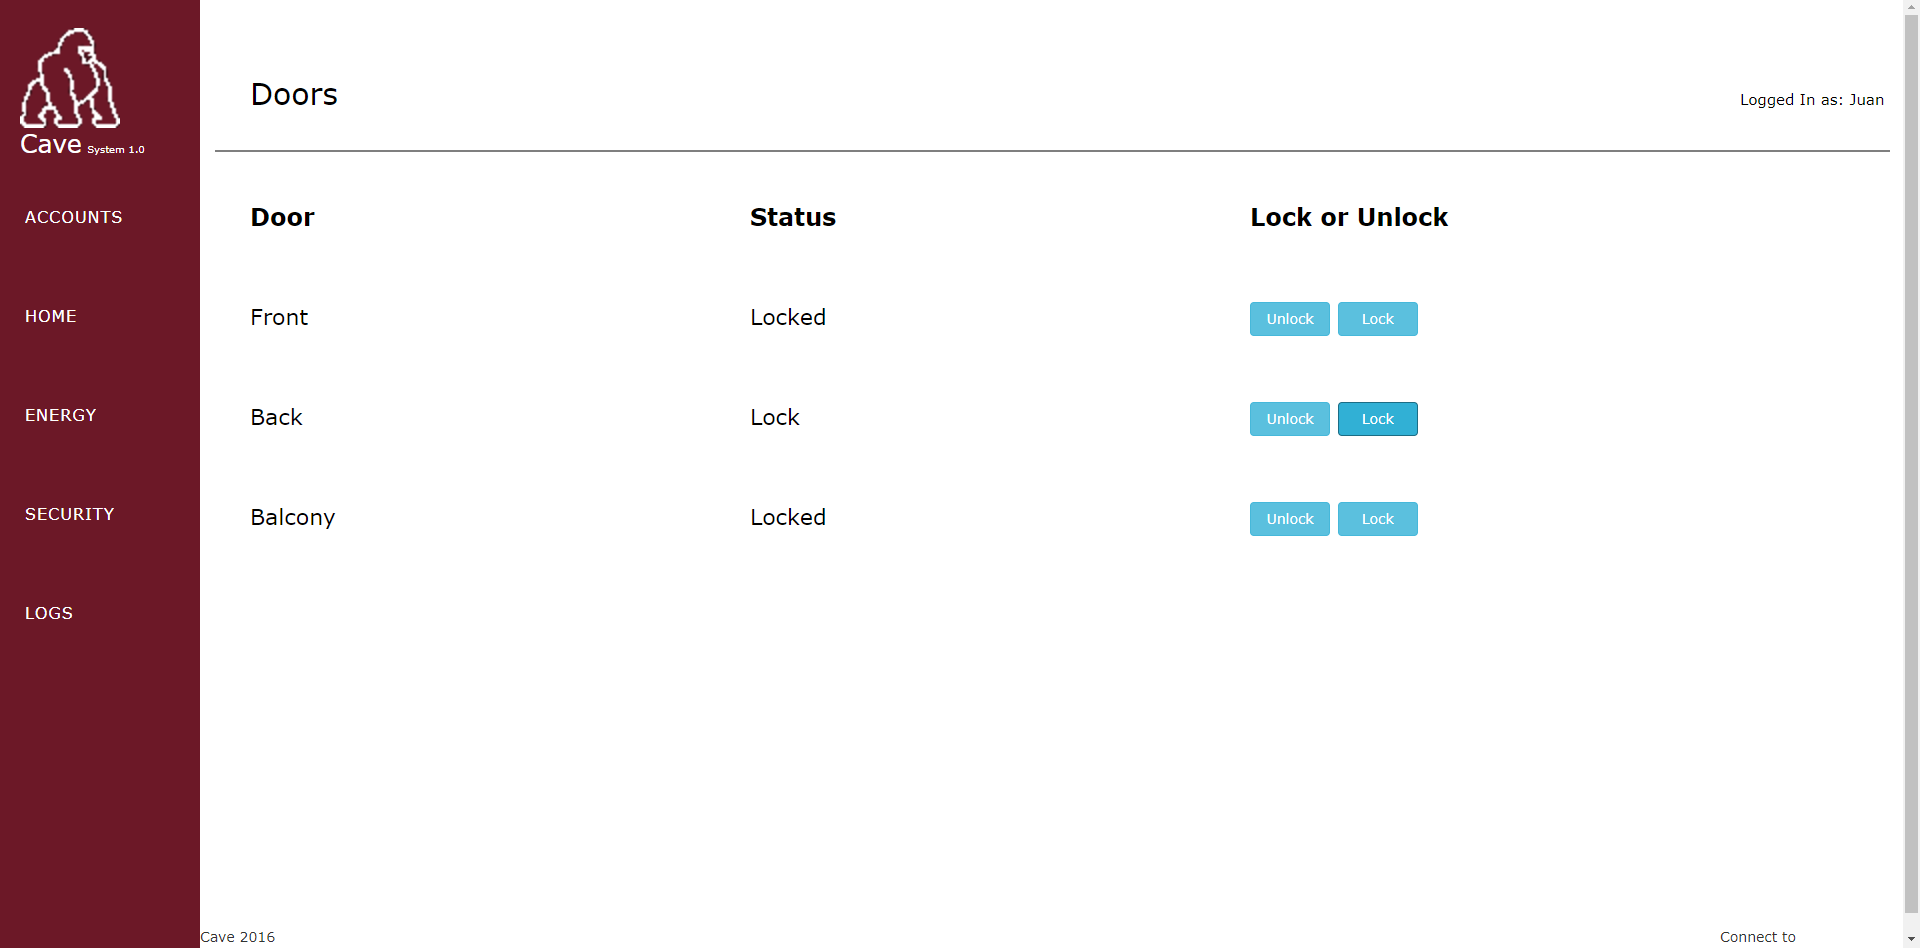 Cave System 1.0
ACCOUNTS
HOME
ENERGY
SECURITY
LOGS
Doors
Logged In as: Juan
Door Status Lock or Unlock
Front Locked Unlock Lock
Back Lock Unlock Lock
Balcony Locked Unlock Lock
Cave 2016
Connect to